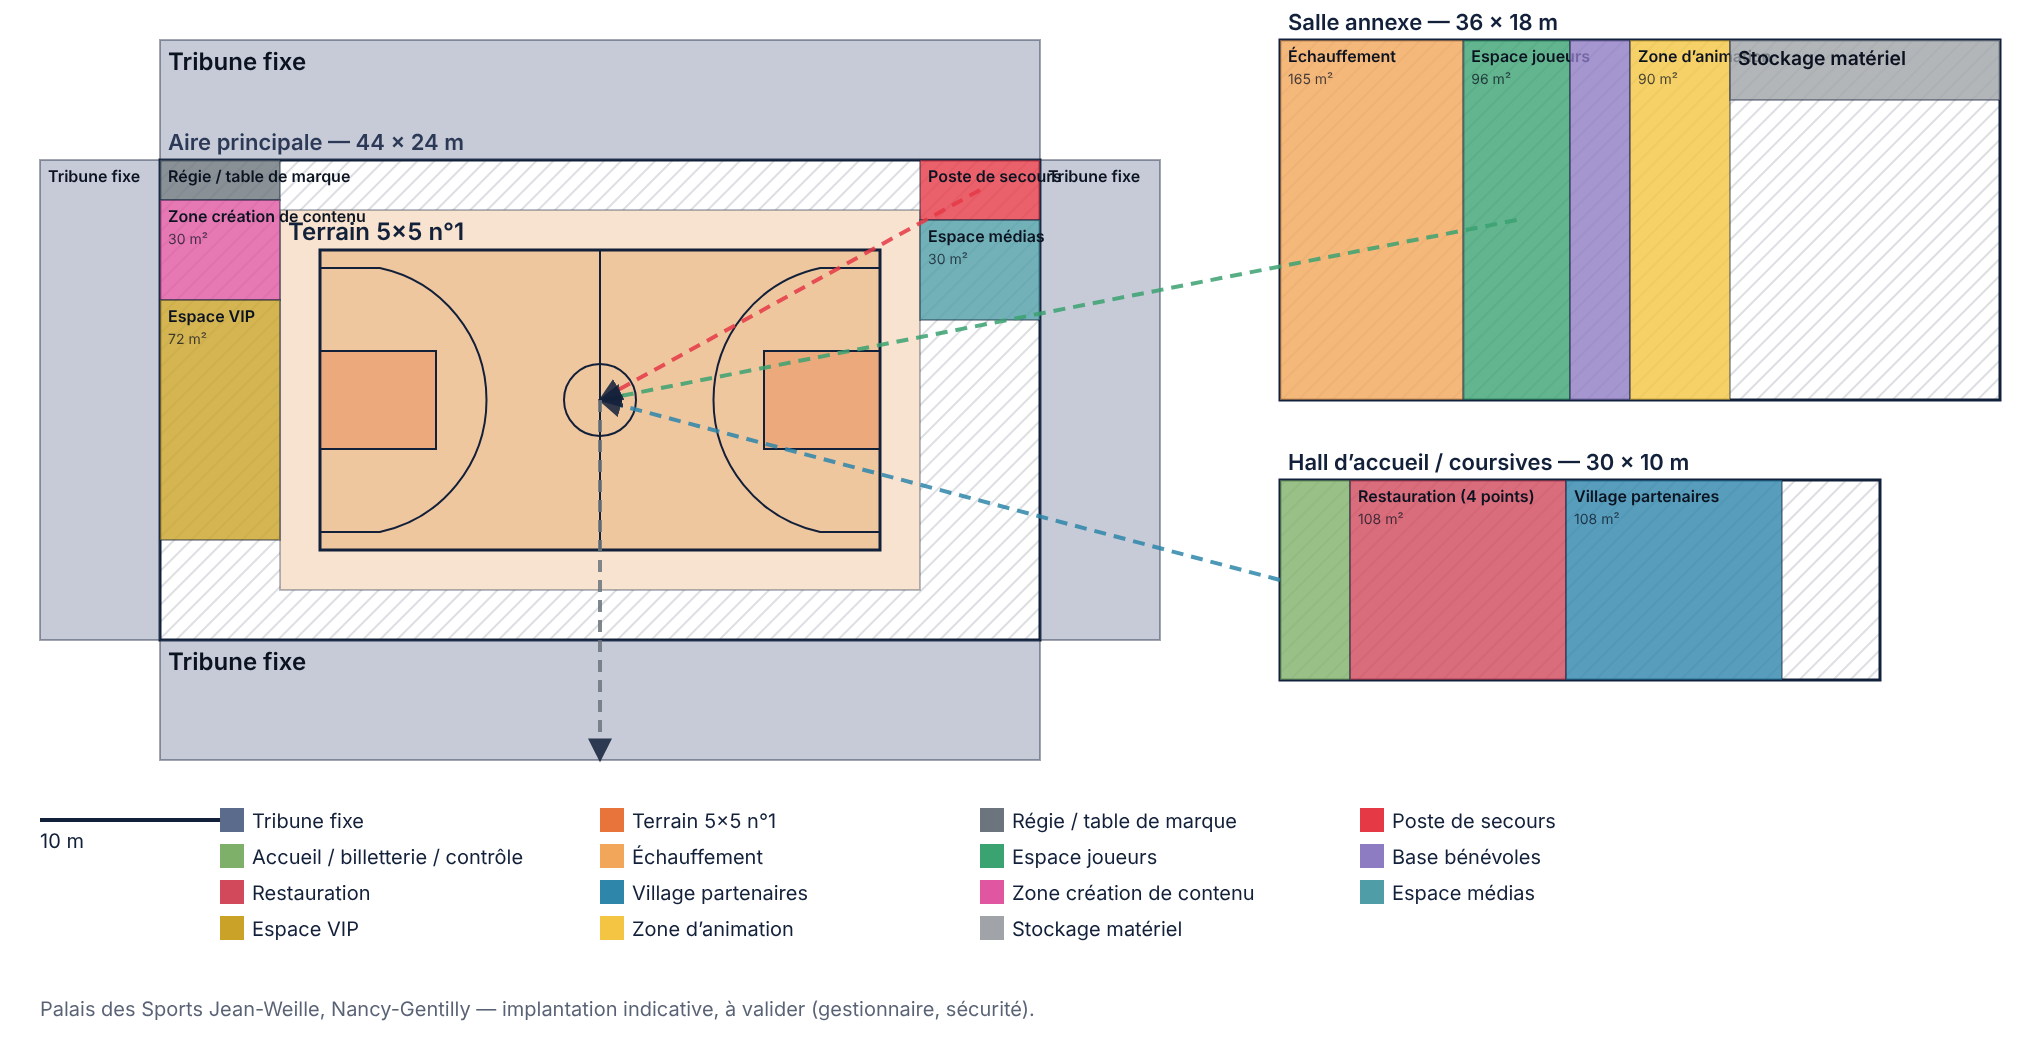 Salle annexe — 36 × 18 m
Tribune fixe
Échauffement
165 m²
Espace joueurs
96 m²
Zone d’anim
90 m²
Stockage matériel
Aire principale — 44 × 24 m
Tribune fixe
Régie / table de marque
Poste de secours
Tribune fixe
Zone création de contenu
30 m²
Terrain 5×5 n°1
Espace médias
30 m²
Espace VIP
72 m²
Hall d’accueil / coursives — 30 × 10 m
Restauration (4 points)
108 m²
Village partenaires
108 m²
Tribune fixe
10 m
Tribune fixe
Terrain 5×5 n°1
Régie / table de marque
Poste de secours
Accueil / billetterie / contrôle
Échauffement
Espace joueurs
Base bénévoles
Restauration
Village partenaires
Zone création de contenu
Espace médias
Espace VIP
Zone d’animation
Stockage matériel
Palais des Sports Jean-Weille, Nancy-Gentilly — implantation indicative, à valider (gestionnaire, sécurité).